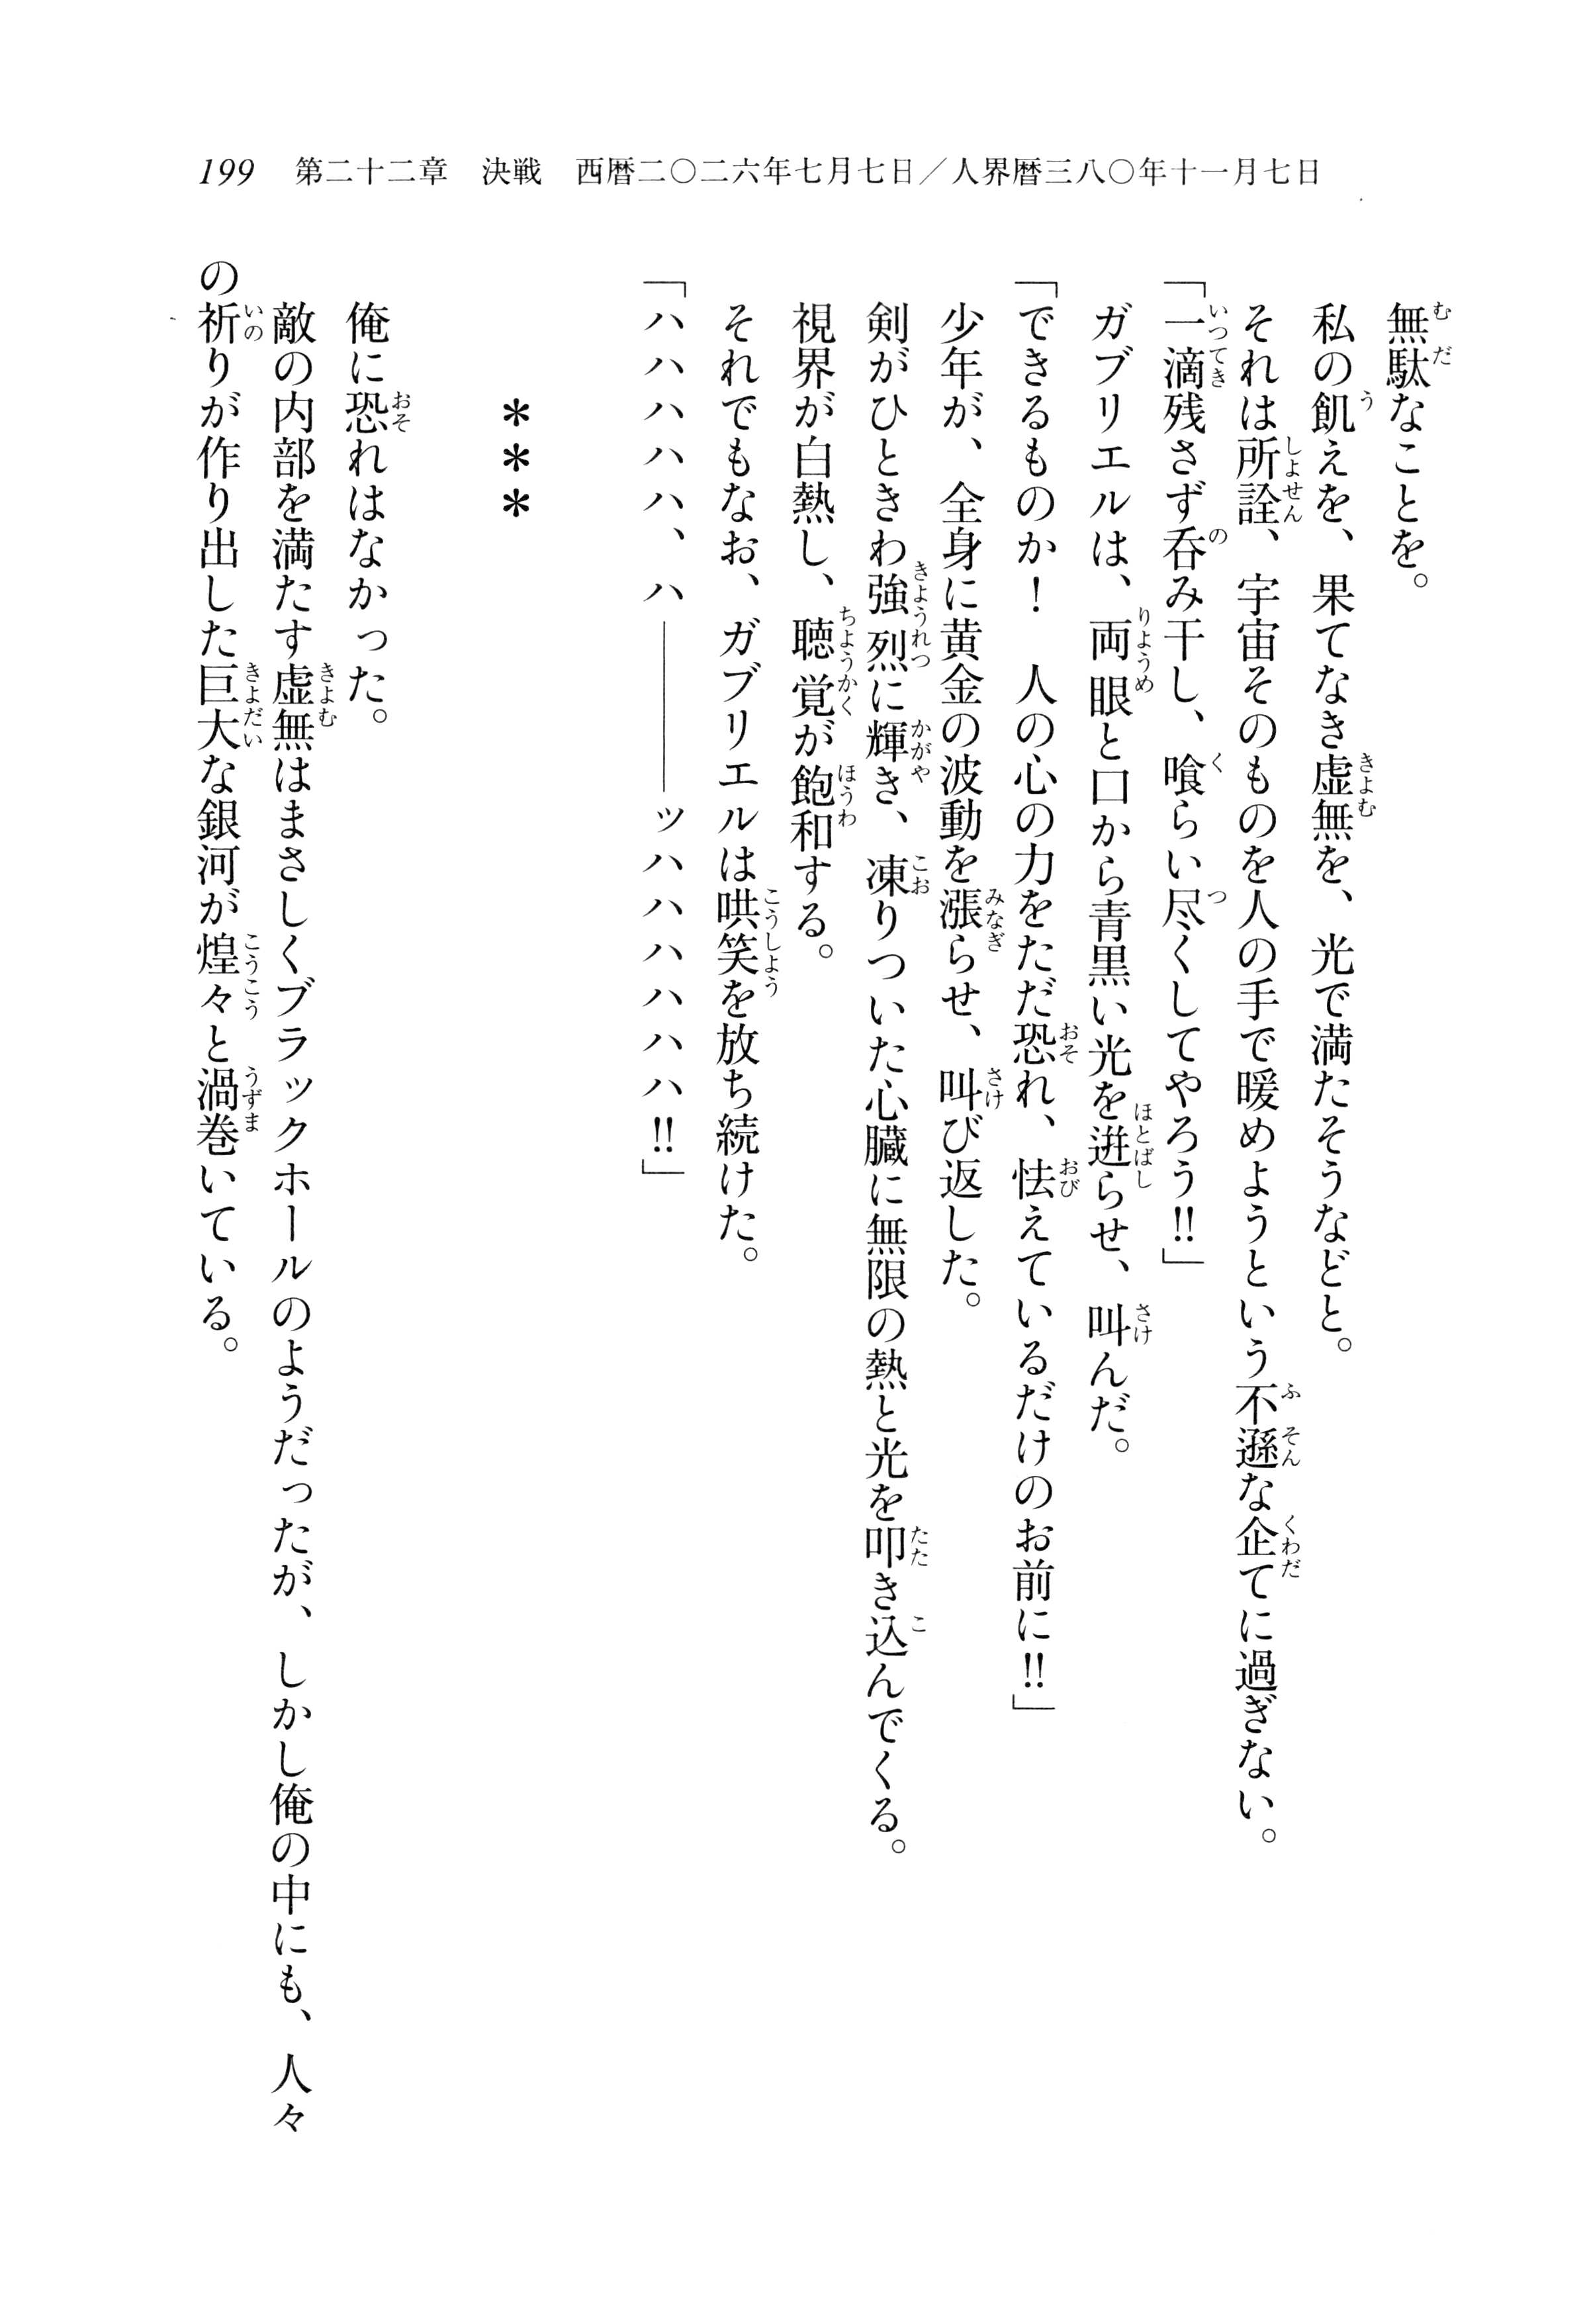 199　第二十二章　決戦　西暦二〇二六年七月七日／人界暦三八〇年十一月七日
無駄なことを。
私の飢えを、果てなき虚無を、光で満たそうなどと。
それは所詮、宇宙そのものを人の手で暖めようという不遜な企てに過ぎない。
「一滴残さず呑み干し、喰らい尽くしてやろう!!」
ガブリエルは、両眼と口から青黒い光を迸らせ、叫んだ。
「できるものか！　人の心の力をただ恐れ、怯えているだけのお前に!!」
少年が、全身に黄金の波動を漲らせ、叫び返した。
剣がひときわ強烈に輝き、凍りついた心臓に無限の熱と光を叩き込んでくる。
視界が白熱し、聴覚が飽和する。
それでもなお、ガブリエルは哄笑を放ち続けた。
「ハハハハハ、ハ――――ッハハハハハハ!!」
＊＊＊
俺に恐れはなかった。
敵の内部を満たす虚無はまさしくブラックホールのようだったが、しかし俺の中にも、人々
の祈りが作り出した巨大な銀河が煌々と渦巻いている。